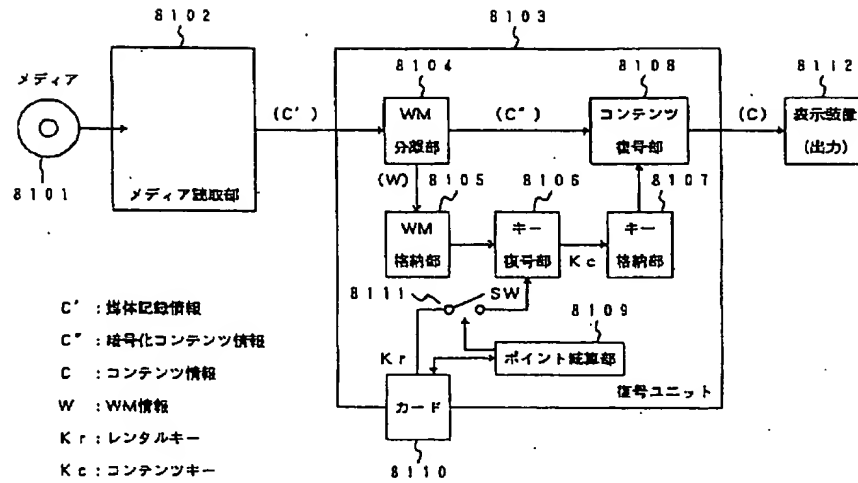 8102
8103
メディア
8104
8108
8112
(C')
WM
分離部
(C")
コンテンツ
復号部
(C)
表示装置
(出力)
8101
メディア読取部
(W)
8105
8106
8107
WM
格納部
キー
復号部
Kc
キー
格納部
8111
SW
8109
C' : 媒体記録情報
C" : 暗号化コンテンツ情報
Kr
ポイント減算部
C : コンテンツ情報
カード
復号ユニット
W : WM情報
Kr : レンタルキー
8110
Kc : コンテンツキー